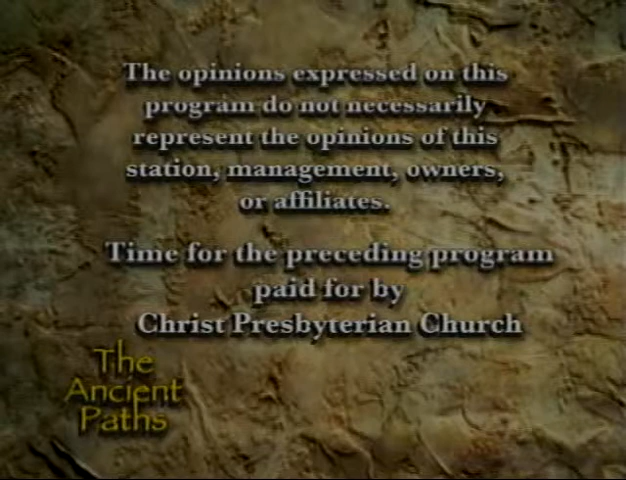 The opinions expressed on this
program do not necessarily
represent the opinions of this
station, management, owners,
or affiliates.
Time for the preceding program
paid for by
Christ Presbyterian Church
The
Ancient
Paths